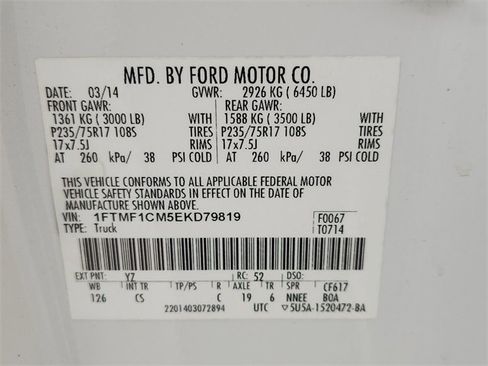 MFD. BY FORD MOTOR CO.
DATE: 03/14 GVWR: 2926 KG ( 6450 LB)
FRONT GAWR: REAR GAWR:
1361 KG ( 3000 LB) WITH 1588 KG ( 3500 LB) WITH
P235/75R17 108S TIRES P235/75R17 108S TIRES
17x7.5J RIMS 17x7.5J RIMS
AT 260 kPa/ 38 PSI COLD AT 260 kPa/ 38 PSI COLD
THIS VEHICLE CONFORMS TO ALL APPLICABLE FEDERAL MOTOR
VEHICLE SAFETY STANDARDS IN EFFECT ON THE DATE OF
MANUFACTURE SHOWN ABOVE.
VIN: 1FTMF1CM5EKD79819 F0067
TYPE: Truck T0714
EXT PNT: YZ RC: 52 DSO:
WB INT TR TP/PS R AXLE TR SPR CF617
126 CS C 19 6 NNEE BOA
2201403072894 UTC ▽5U5A-1520472-BA